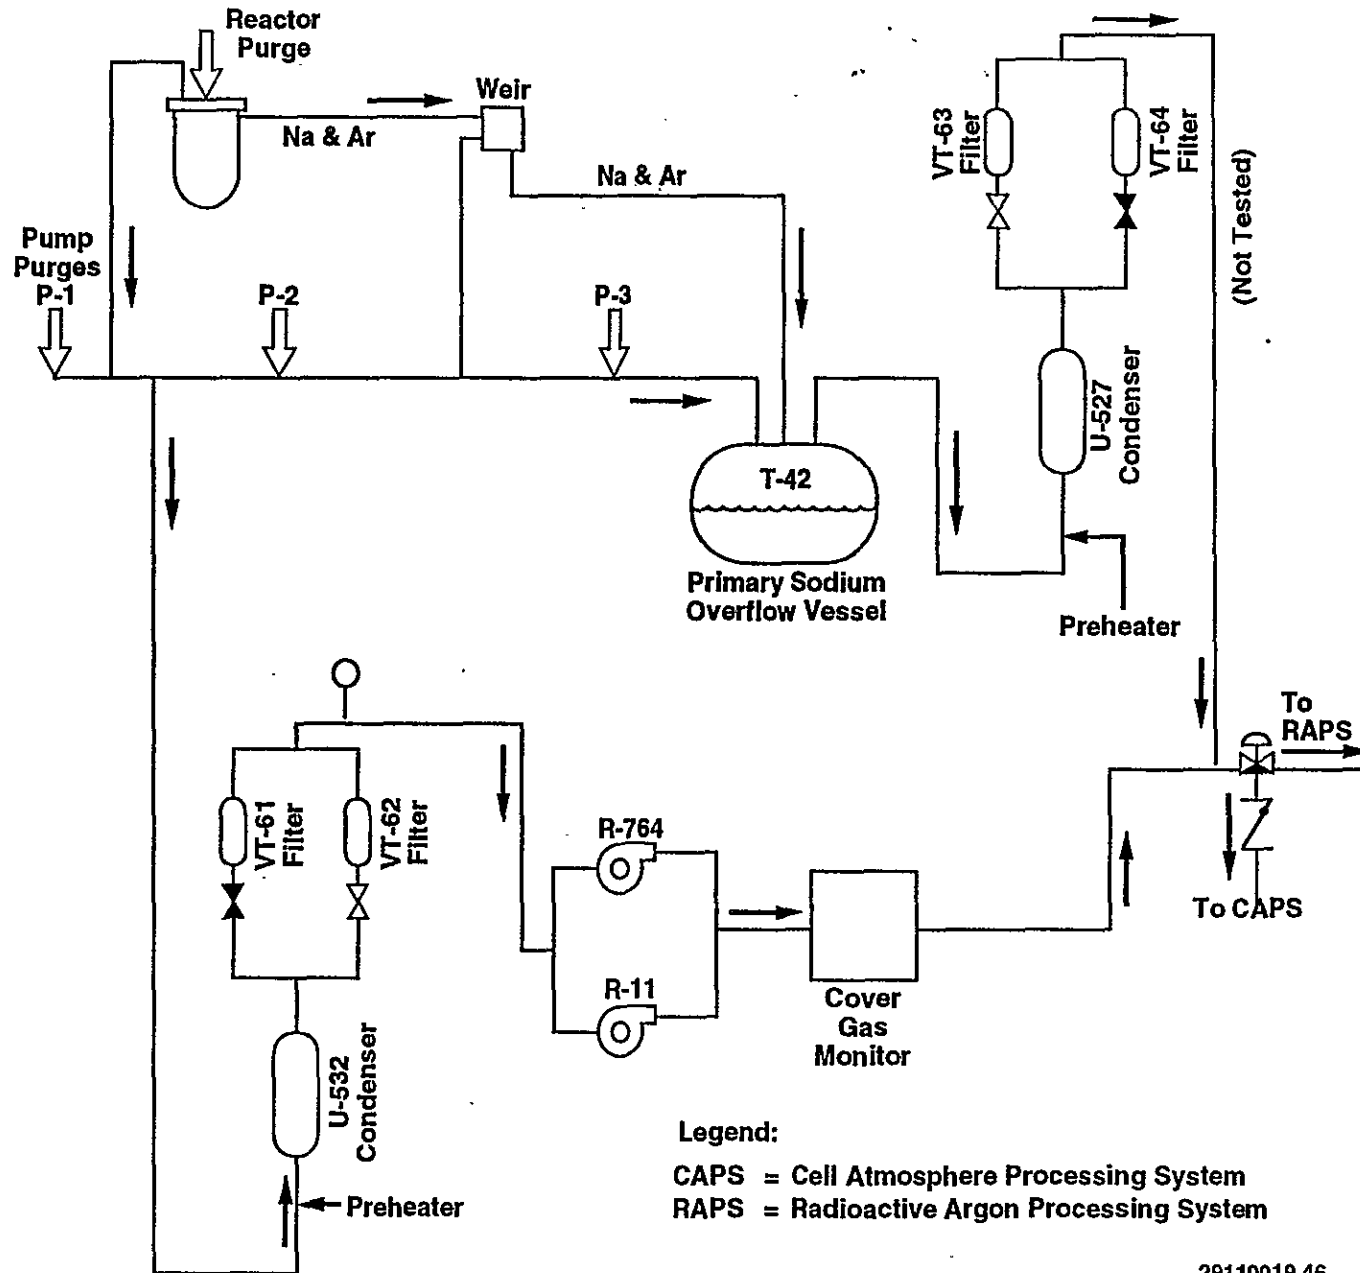 Reactor
Purge
Weir
Na & Ar
Na & Ar
VT-63
Filter
VT-64
Filter
(Not Tested)
Pump
Purges
P-1
P-2
P-3
U-527
Condenser
T-42
Primary Sodium
Overflow Vessel
Preheater
To
RAPS
VT-61
Filter
VT-62
Filter
R-764
To CAPS
R-11
Cover
Gas
Monitor
U-532
Condenser
Preheater
Legend:
CAPS = Cell Atmosphere Processing System
RAPS = Radioactive Argon Processing System